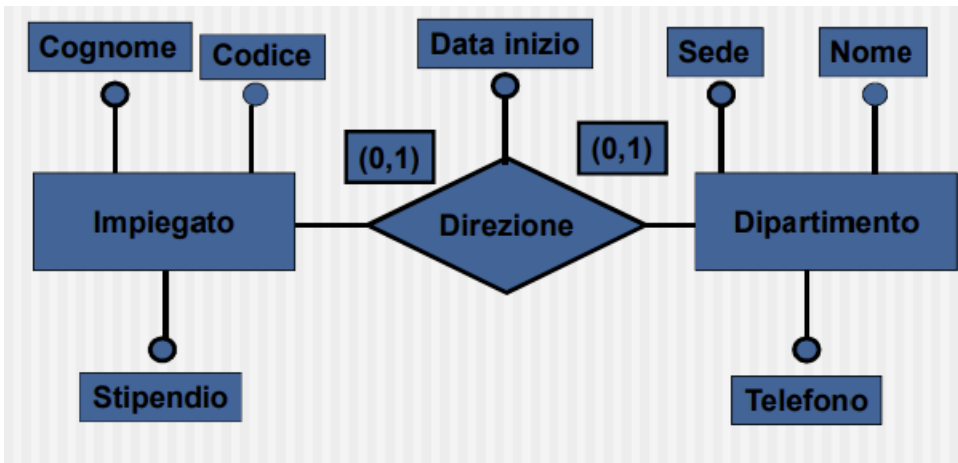 Cognome
Codice
Data inizio
Sede
Nome
(0,1)
(0,1)
Impiegato
Direzione
Dipartimento
Stipendio
Telefono